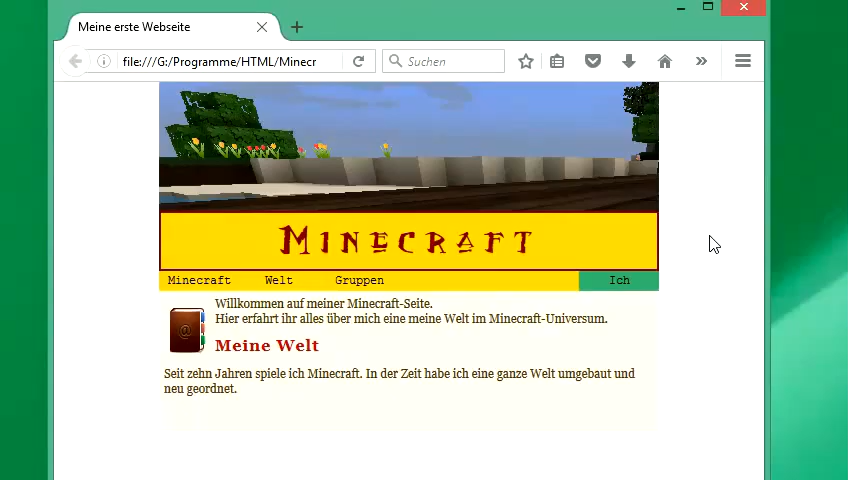 Meine erste Webseite
file:///G:/Programme/HTML/Minecr
Suchen
Minecraft
Minecraft Welt Gruppen Ich
Willkommen auf meiner Minecraft-Seite.
Hier erfahrt ihr alles über mich eine meine Welt im Minecraft-Universum.
Meine Welt
Seit zehn Jahren spiele ich Minecraft. In der Zeit habe ich eine ganze Welt umgebaut und
neu geordnet.